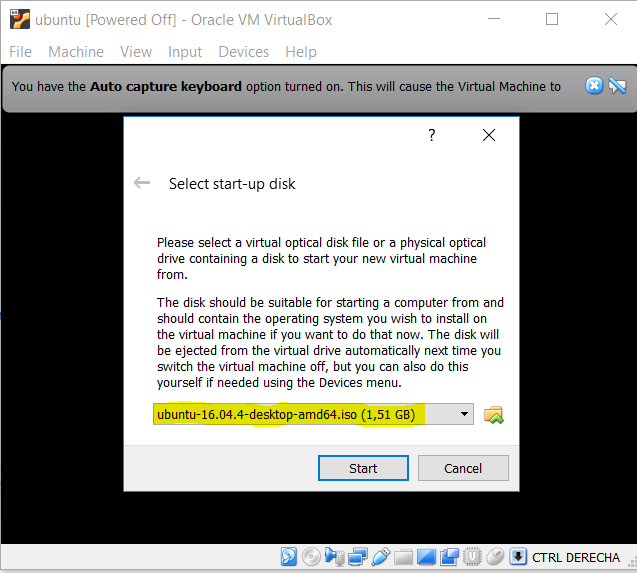 ubuntu [Powered Off] - Oracle VM VirtualBox
File Machine View Input Devices Help
You have the Auto capture keyboard option turned on. This will cause the Virtual Machine to
?
Select start-up disk
Please select a virtual optical disk file or a physical optical
drive containing a disk to start your new virtual machine
from.
The disk should be suitable for starting a computer from and
should contain the operating system you wish to install on
the virtual machine if you want to do that now. The disk will
be ejected from the virtual drive automatically next time you
switch the virtual machine off, but you can also do this
yourself if needed using the Devices menu.
ubuntu-16.04.4-desktop-amd64.iso (1,51 GB)
Start Cancel
CTRL DERECHA